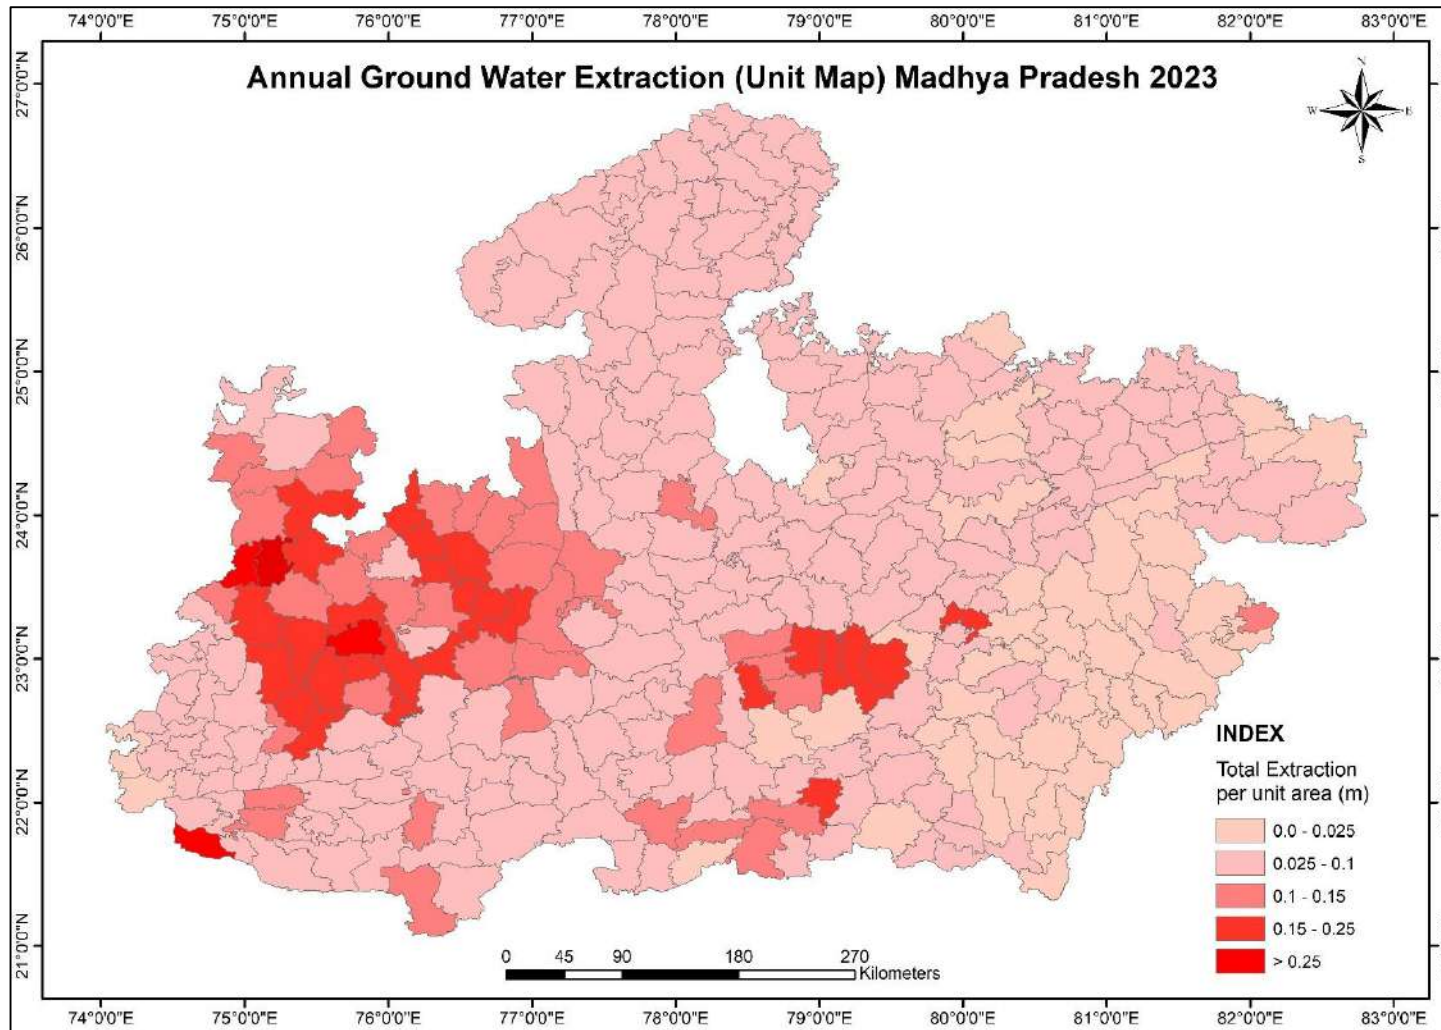 74°0'0"E 75°0'0"E 76°0'0"E 77°0'0"E 78°0'0"E 79°0'0"E 80°0'0"E 81°0'0"E 82°0'0"E 83°0'0"E
Annual Ground Water Extraction (Unit Map) Madhya Pradesh 2023
N
W E
S
27°0'0"N
26°0'0"N
25°0'0"N
24°0'0"N
23°0'0"N
22°0'0"N
21°0'0"N
INDEX
Total Extraction
per unit area (m)
0.0 - 0.025
0.025 - 0.1
0.1 - 0.15
0.15 - 0.25
> 0.25
0 45 90 180 270
Kilometers
74°0'0"E 75°0'0"E 76°0'0"E 77°0'0"E 78°0'0"E 79°0'0"E 80°0'0"E 81°0'0"E 82°0'0"E 83°0'0"E